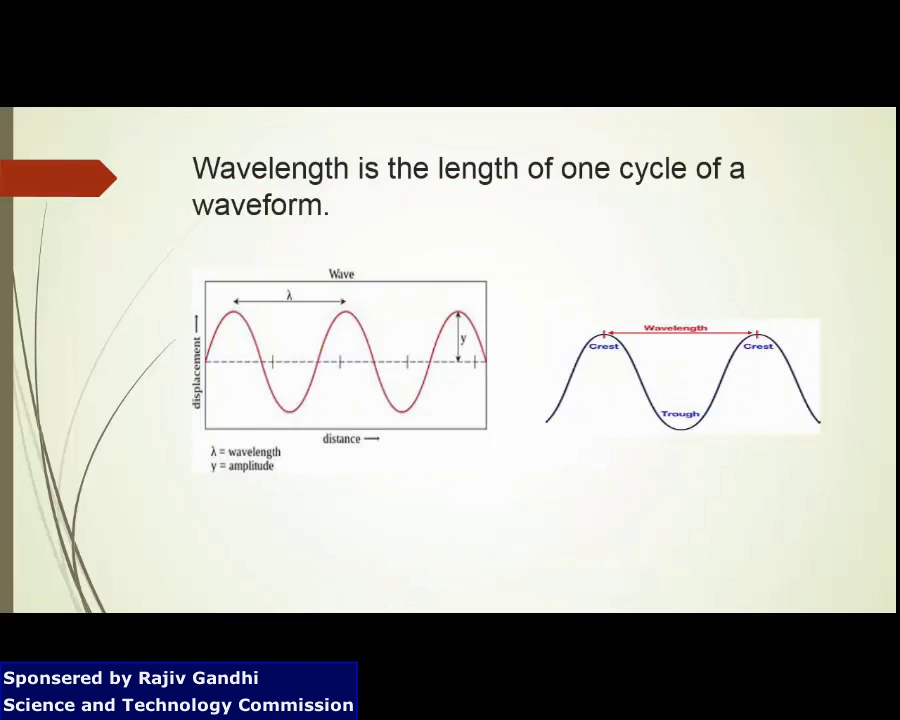 Wavelength is the length of one cycle of a
waveform.
Wave
λ
y
displacement
distance
λ = wavelength
y = amplitude
Wavelength
Crest
Crest
Trough
Sponsered by Rajiv Gandhi
Science and Technology Commission